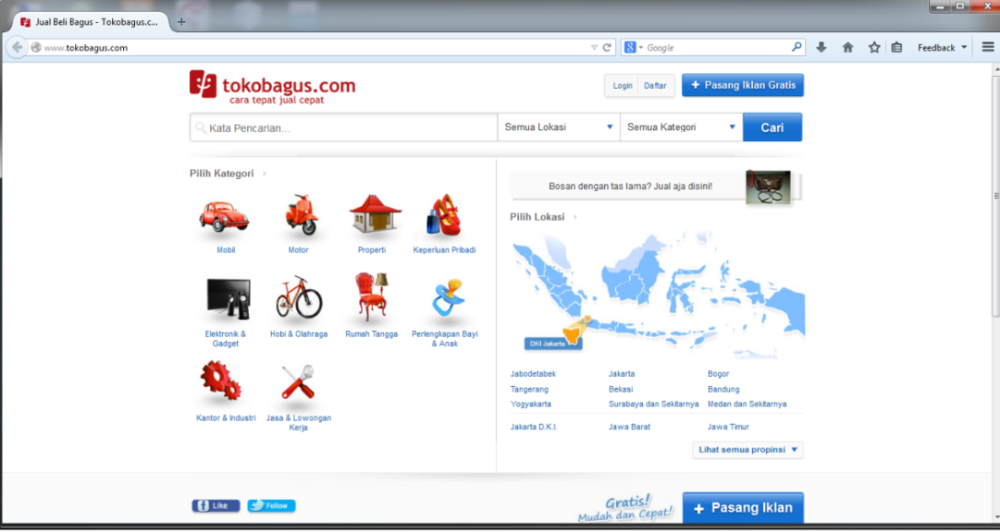 Jual Beli Bagus - Tokobagus.c...
www.tokobagus.com
Google
Feedback
tokobagus.com
cara tepat jual cepat
Login
Daftar
+ Pasang Iklan Gratis
Kata Pencarian...
Semua Lokasi
Semua Kategori
Cari
Pilih Kategori
Mobil
Motor
Properti
Keperluan Pribadi
Elektronik &
Gadget
Hobi & Olahraga
Rumah Tangga
Perlengkapan Bayi
& Anak
Kantor & Industri
Jasa & Lowongan
Kerja
Bosan dengan tas lama? Jual aja disini!
Pilih Lokasi
DKI Jakarta
Jabodetabek
Jakarta
Bogor
Tangerang
Bekasi
Bandung
Yogyakarta
Surabaya dan Sekitarnya
Medan dan Sekitarnya
Jakarta D.K.I.
Jawa Barat
Jawa Timur
Lihat semua propinsi
Like
Follow
Gratis!
Mudah dan Cepat!
+ Pasang Iklan